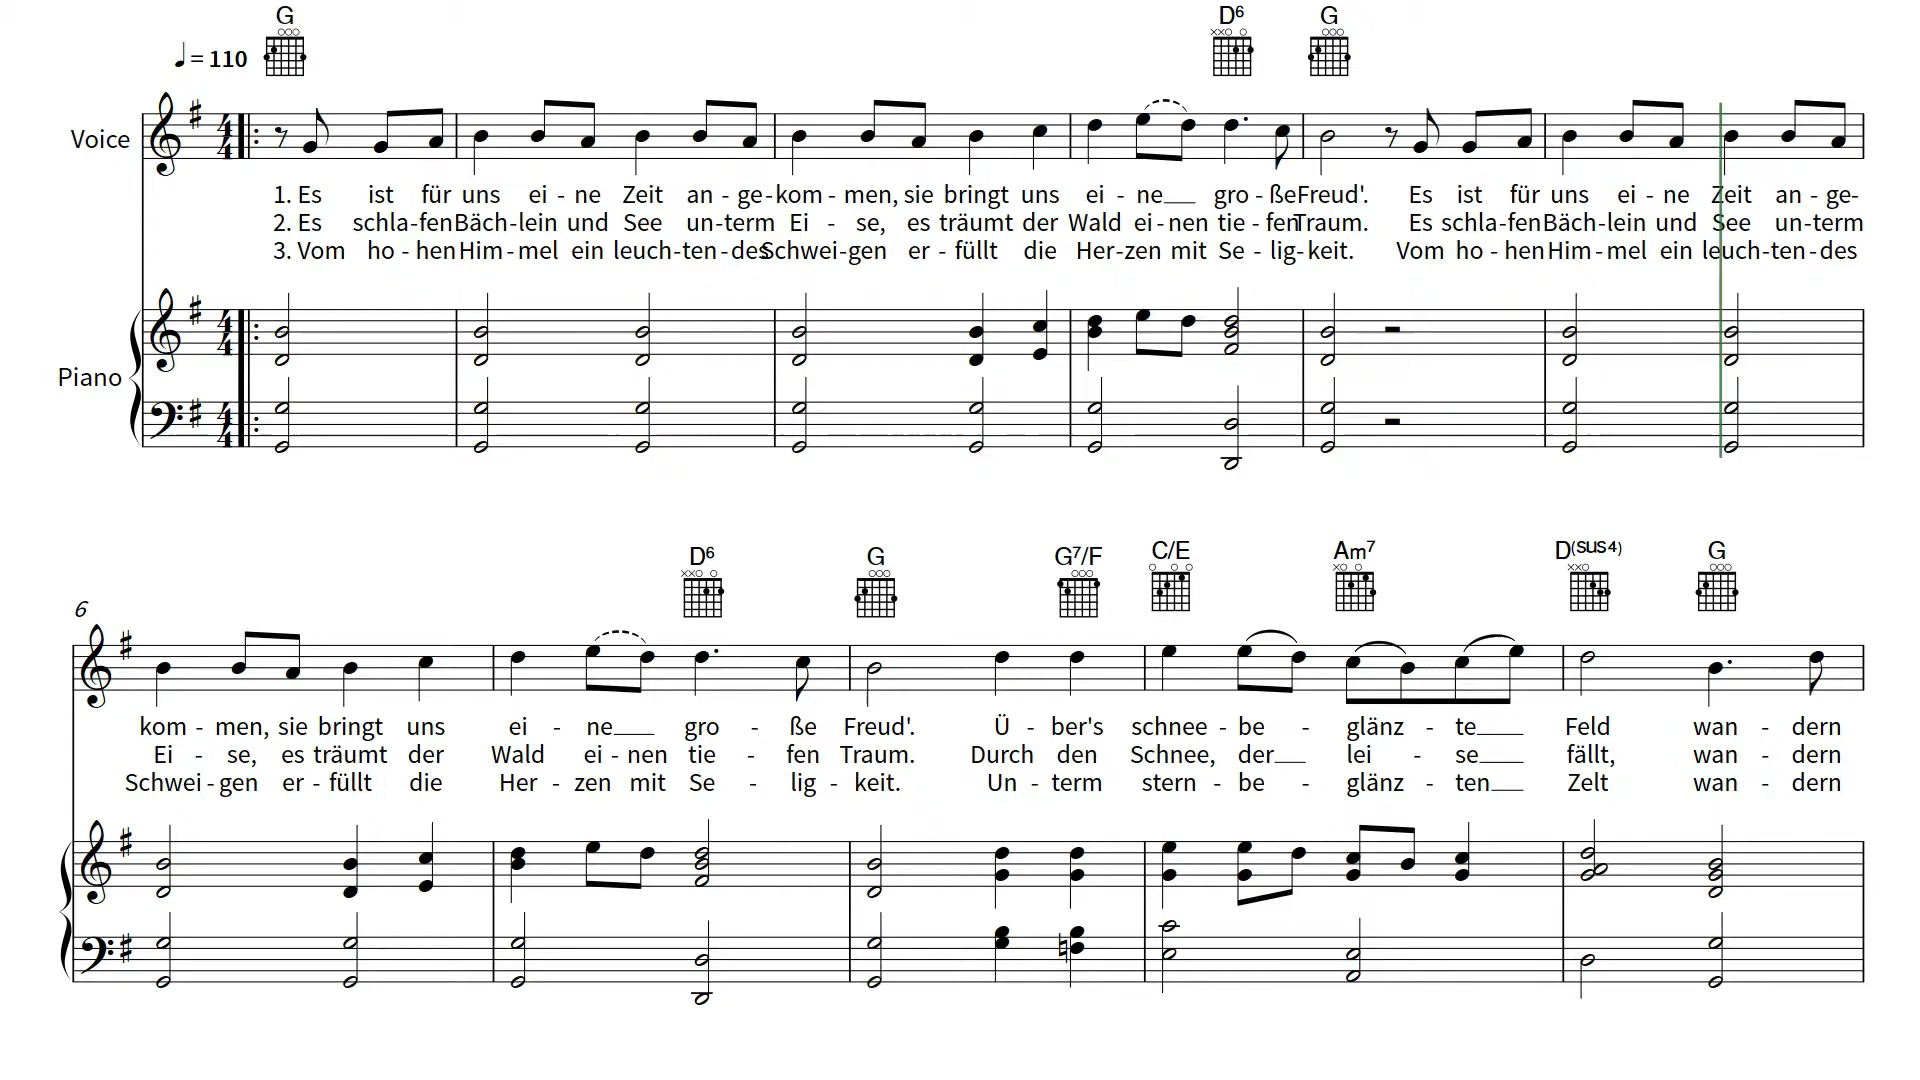 G D6 G
♩ = 110
Voice
1. Es ist für uns ei - ne Zeit an - ge - kom - men, sie bringt uns ei - ne__ gro - ße Freud'. Es ist für uns ei - ne Zeit an - ge-
2. Es schla - fen Bäch - lein und See un - term Ei - se, es träumt der Wald ei - nen tie - fen Traum. Es schla - fen Bäch - lein und See un - term
3. Vom ho - hen Him - mel ein leuch - ten - des Schwei - gen er - füllt die Her - zen mit Se - lig - keit. Vom ho - hen Him - mel ein leuch - ten - des
Piano
D6 G G7/F C/E Am7 D(sus4) G
6
kom - men, sie bringt uns ei - ne__ gro - ße Freud'. Ü - ber's schnee - be - glänz - te__ Feld wan - dern
Ei - se, es träumt der Wald ei - nen tie - fen Traum. Durch den Schnee, der__ lei - se__ fällt, wan - dern
Schwei - gen er - füllt die Her - zen mit Se - lig - keit. Un - term stern - be - glänz - ten__ Zelt wan - dern